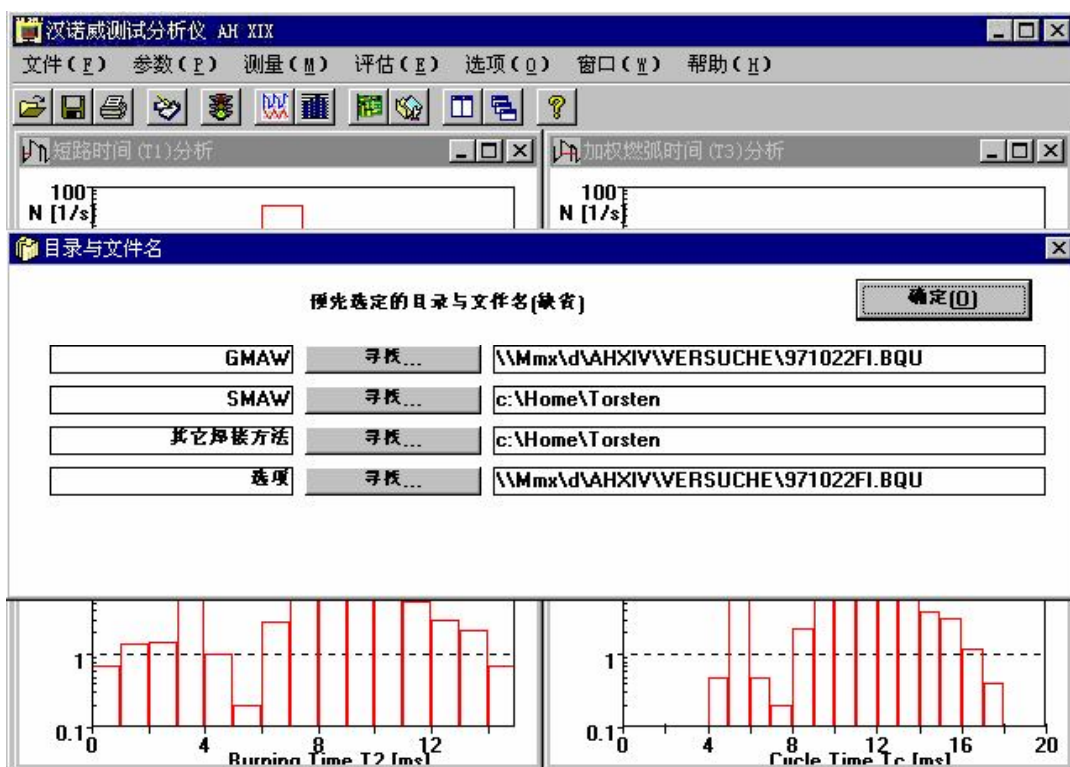 汉诺威测试分析仪 AH XIX
文件(F) 参数(P) 测量(M) 评估(E) 选项(O) 窗口(W) 帮助(H)
短路时间(T1)分析
加权燃弧时间(T3)分析
100
N [1/s]
100
N [1/s]
目录与文件名
预先选定的目录与文件名(缺省)
确定(O)
GMAW 寻找... \\Mmx\d\AHXIV\VERSUCHE\971022FI.BQU
SMAW 寻找... c:\Home\Torsten
其它焊接方法 寻找... c:\Home\Torsten
选项 寻找... \\Mmx\d\AHXIV\VERSUCHE\971022FI.BQU
1
0.1
0 4 8 12
Burning Time T2 [ms]
1
0.1
0 4 8 12 16 20
Cycle Time Tc [ms]